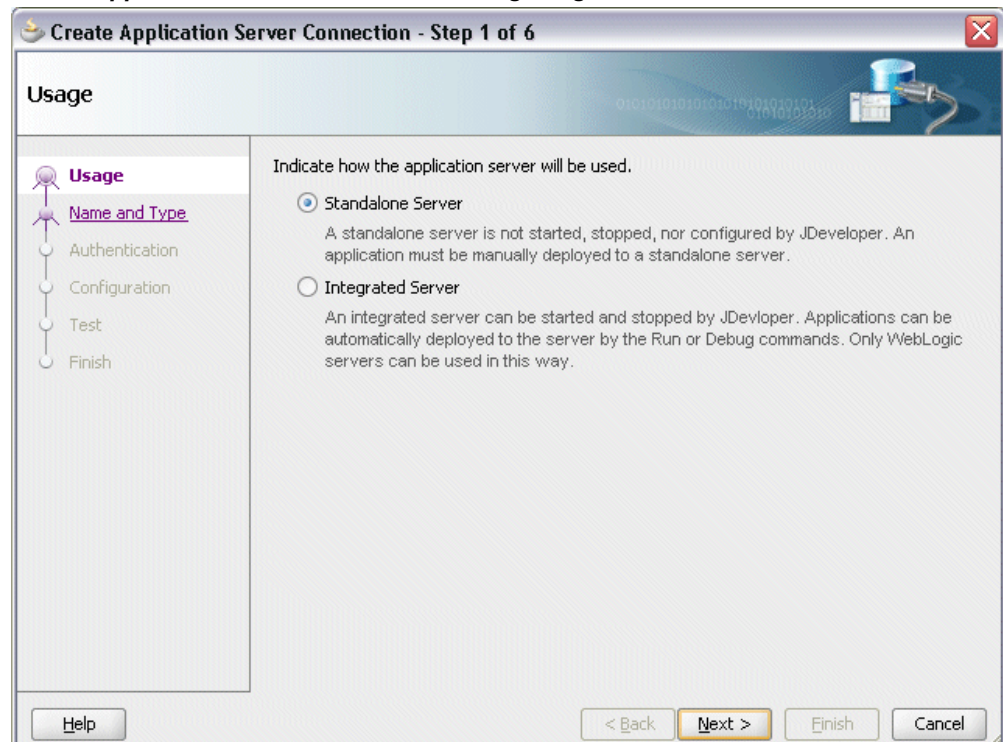 Create Application Server Connection - Step 1 of 6
Usage
Usage
Name and Type
Authentication
Configuration
Test
Finish
Indicate how the application server will be used.
Standalone Server
A standalone server is not started, stopped, nor configured by JDeveloper. An
application must be manually deployed to a standalone server.
Integrated Server
An integrated server can be started and stopped by JDevloper. Applications can be
automatically deployed to the server by the Run or Debug commands. Only WebLogic
servers can be used in this way.
Help
< Back
Next >
Finish
Cancel